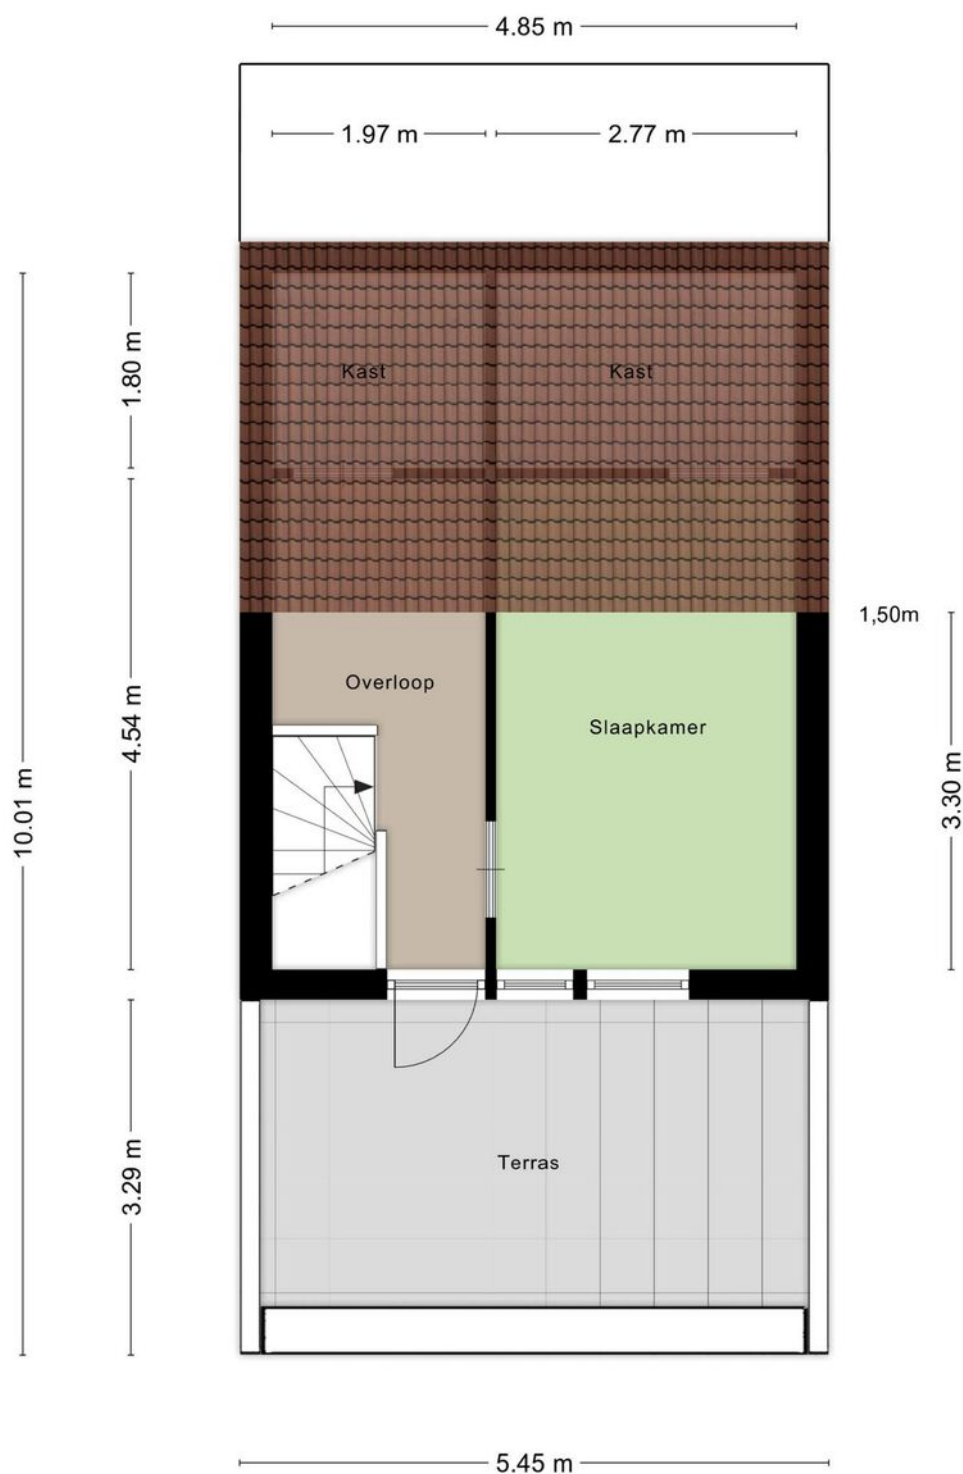 4.85 m
1.97 m
2.77 m
1.80 m
Kast
Kast
1,50m
Overloop
4.54 m
Slaapkamer
3.30 m
10.01 m
Terras
3.29 m
5.45 m